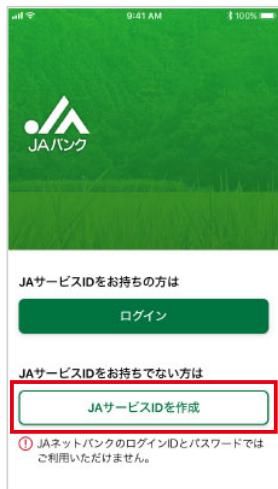 9:41 AM
100%
JAバンク
JAサービスIDをお持ちの方は
ログイン
JAサービスIDをお持ちでない方は
JAサービスIDを作成
JAネットバンクのログインIDとパスワードでは
ご利用いただけません。